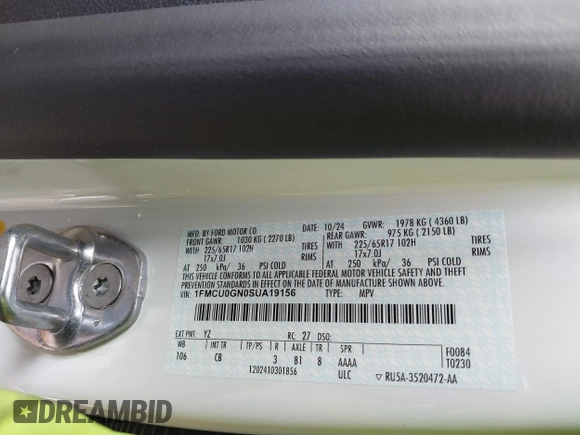 MFD. BY FORD MOTOR CO. 10/24 GVWR: 1978 KG ( 4360 LB)
FRONT GAWR: 1030 KG ( 2270 LB) REAR GAWR: 975 KG ( 2150 LB)
WITH 225/65R17 102H TIRES WITH 225/65R17 102H TIRES
17x7.0J RIMS 17x7.0J RIMS
AT 250 kPa/ 36 PSI COLD AT 250 kPa/ 36 PSI COLD
THIS VEHICLE CONFORMS TO ALL APPLICABLE FEDERAL MOTOR VEHICLE SAFETY AND THEFT
PREVENTION STANDARDS IN EFFECT ON THE DATE OF MANUFACTURE SHOWN ABOVE.
VIN: 1FMCU0GN0SUA19156 TYPE: MPV
EXT PNT: YZ RC: 27 DSO:
WB INT TR TP/PS R AXLE TR SPR F0084
106 CB 3 B1 8 AAAA T0230
1202410301856 ULC RU5A-3520472-AA
DREAMBID